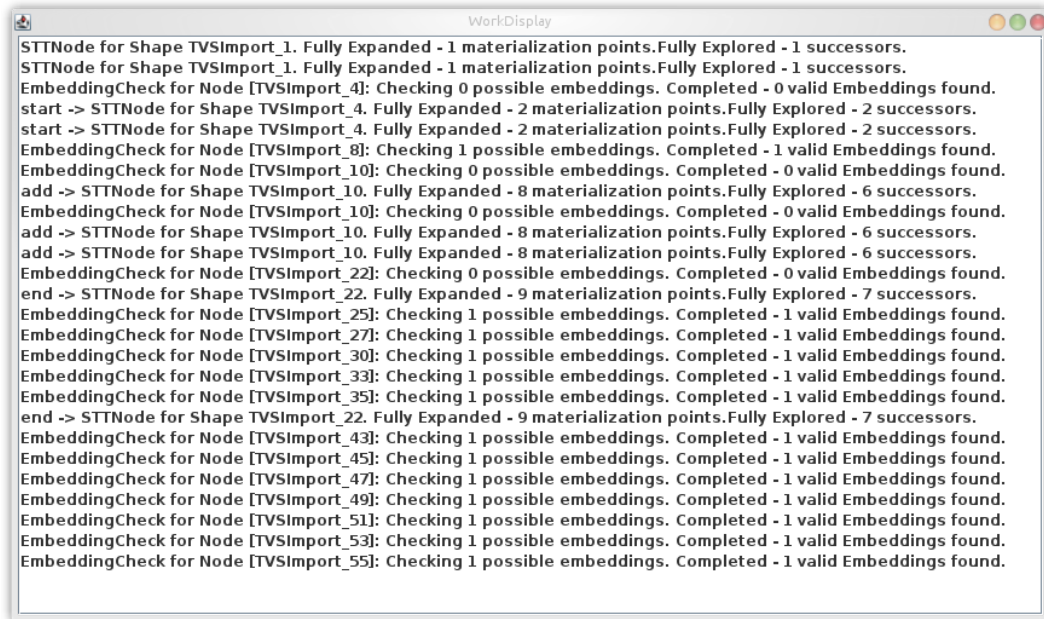 WorkDisplay
STTNode for Shape TVSImport_1. Fully Expanded - 1 materialization points.Fully Explored - 1 successors.
STTNode for Shape TVSImport_1. Fully Expanded - 1 materialization points.Fully Explored - 1 successors.
EmbeddingCheck for Node [TVSImport_4]: Checking 0 possible embeddings. Completed - 0 valid Embeddings found.
start -> STTNode for Shape TVSImport_4. Fully Expanded - 2 materialization points.Fully Explored - 2 successors.
start -> STTNode for Shape TVSImport_4. Fully Expanded - 2 materialization points.Fully Explored - 2 successors.
EmbeddingCheck for Node [TVSImport_8]: Checking 1 possible embeddings. Completed - 1 valid Embeddings found.
EmbeddingCheck for Node [TVSImport_10]: Checking 0 possible embeddings. Completed - 0 valid Embeddings found.
add -> STTNode for Shape TVSImport_10. Fully Expanded - 8 materialization points.Fully Explored - 6 successors.
EmbeddingCheck for Node [TVSImport_10]: Checking 0 possible embeddings. Completed - 0 valid Embeddings found.
add -> STTNode for Shape TVSImport_10. Fully Expanded - 8 materialization points.Fully Explored - 6 successors.
add -> STTNode for Shape TVSImport_10. Fully Expanded - 8 materialization points.Fully Explored - 6 successors.
EmbeddingCheck for Node [TVSImport_22]: Checking 0 possible embeddings. Completed - 0 valid Embeddings found.
end -> STTNode for Shape TVSImport_22. Fully Expanded - 9 materialization points.Fully Explored - 7 successors.
EmbeddingCheck for Node [TVSImport_25]: Checking 1 possible embeddings. Completed - 1 valid Embeddings found.
EmbeddingCheck for Node [TVSImport_27]: Checking 1 possible embeddings. Completed - 1 valid Embeddings found.
EmbeddingCheck for Node [TVSImport_30]: Checking 1 possible embeddings. Completed - 1 valid Embeddings found.
EmbeddingCheck for Node [TVSImport_33]: Checking 1 possible embeddings. Completed - 1 valid Embeddings found.
EmbeddingCheck for Node [TVSImport_35]: Checking 1 possible embeddings. Completed - 1 valid Embeddings found.
end -> STTNode for Shape TVSImport_22. Fully Expanded - 9 materialization points.Fully Explored - 7 successors.
EmbeddingCheck for Node [TVSImport_43]: Checking 1 possible embeddings. Completed - 1 valid Embeddings found.
EmbeddingCheck for Node [TVSImport_45]: Checking 1 possible embeddings. Completed - 1 valid Embeddings found.
EmbeddingCheck for Node [TVSImport_47]: Checking 1 possible embeddings. Completed - 1 valid Embeddings found.
EmbeddingCheck for Node [TVSImport_49]: Checking 1 possible embeddings. Completed - 1 valid Embeddings found.
EmbeddingCheck for Node [TVSImport_51]: Checking 1 possible embeddings. Completed - 1 valid Embeddings found.
EmbeddingCheck for Node [TVSImport_53]: Checking 1 possible embeddings. Completed - 1 valid Embeddings found.
EmbeddingCheck for Node [TVSImport_55]: Checking 1 possible embeddings. Completed - 1 valid Embeddings found.